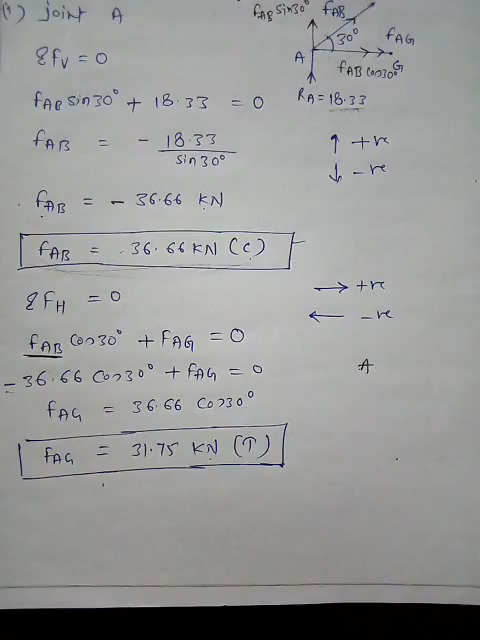 (1) Joint A
fAB sin30° fAB
30° fAG
A G
fAB cos30°
RA = 18.33
ΣfV = 0
fAB sin30° + 18.33 = 0
fAB = - 18.33 / sin30°
↑ +ve
↓ -ve
fAB = - 36.66 KN
fAB = 36.66 KN (C)
ΣfH = 0
→ +ve
← -ve
fAB cos30° + FAG = 0
- 36.66 cos30° + fAG = 0
A
fAG = 36.66 cos30°
fAG = 31.75 KN (T)